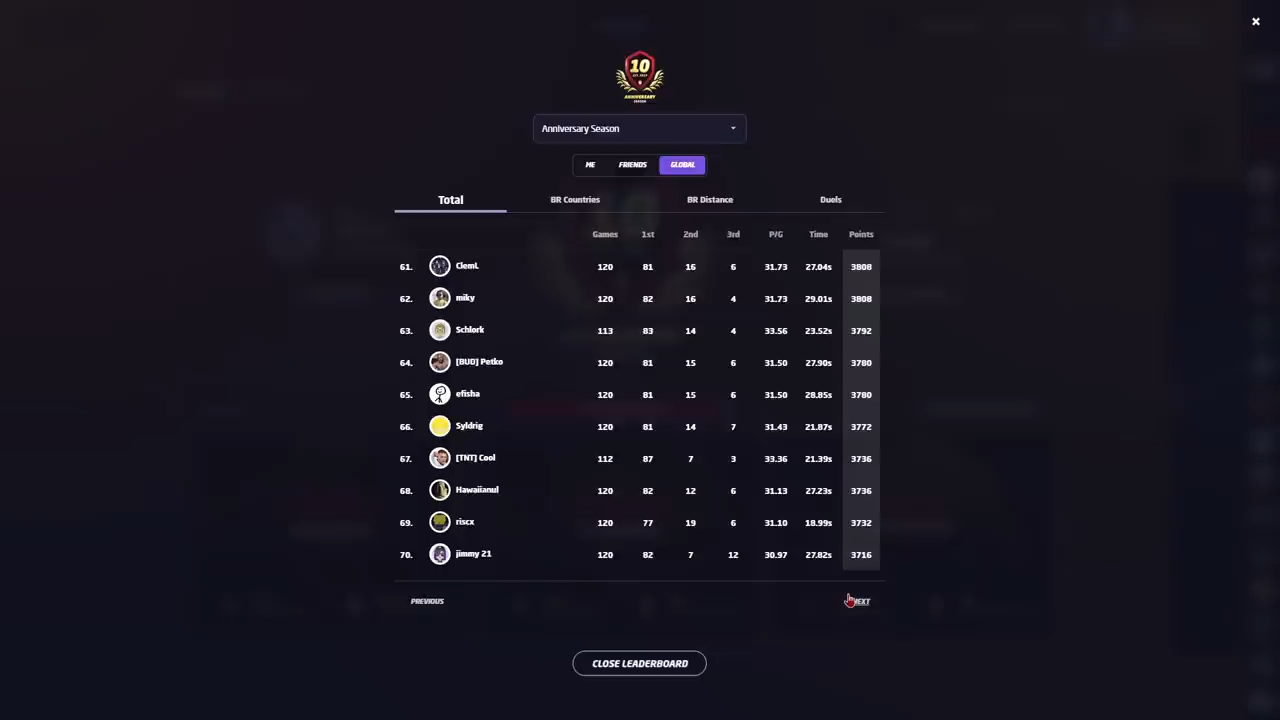 10
ANNIVERSARY
SEASON
Anniversary Season
ME FRIENDS GLOBAL
Total BR Countries BR Distance Duels
Games 1st 2nd 3rd P/G Time Points
61. ClemL 120 81 16 6 31.73 27.04s 3808
62. miky 120 82 16 4 31.73 29.01s 3808
63. Schlork 113 83 14 4 33.56 23.52s 3792
64. [BUD] Petko 120 81 15 6 31.50 27.90s 3780
65. efisha 120 81 15 6 31.50 28.85s 3780
66. Syldrig 120 81 14 7 31.43 21.87s 3772
67. [TNT] Cool 112 87 7 3 33.36 21.39s 3736
68. Hawaiianul 120 82 12 6 31.13 27.23s 3736
69. riscx 120 77 19 6 31.10 18.99s 3732
70. jimmy 21 120 82 7 12 30.97 27.82s 3716
PREVIOUS NEXT
CLOSE LEADERBOARD